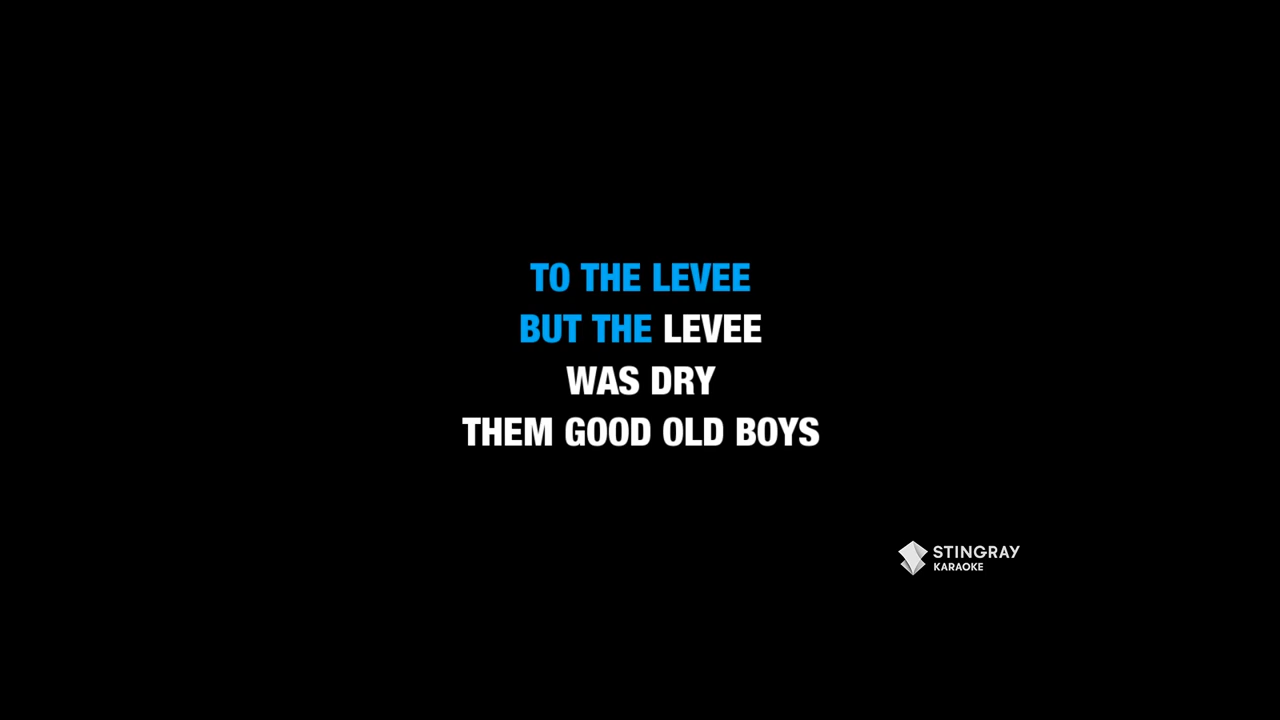 TO THE LEVEE
BUT THE LEVEE
WAS DRY
THEM GOOD OLD BOYS
STINGRAY
KARAOKE